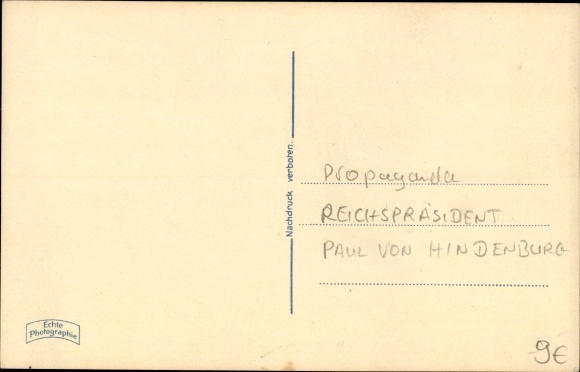 Nachdruck verboten.
Propaganda
REICHSPRÄSIDENT
PAUL VON HINDENBURG
Echte
Photographie
9€